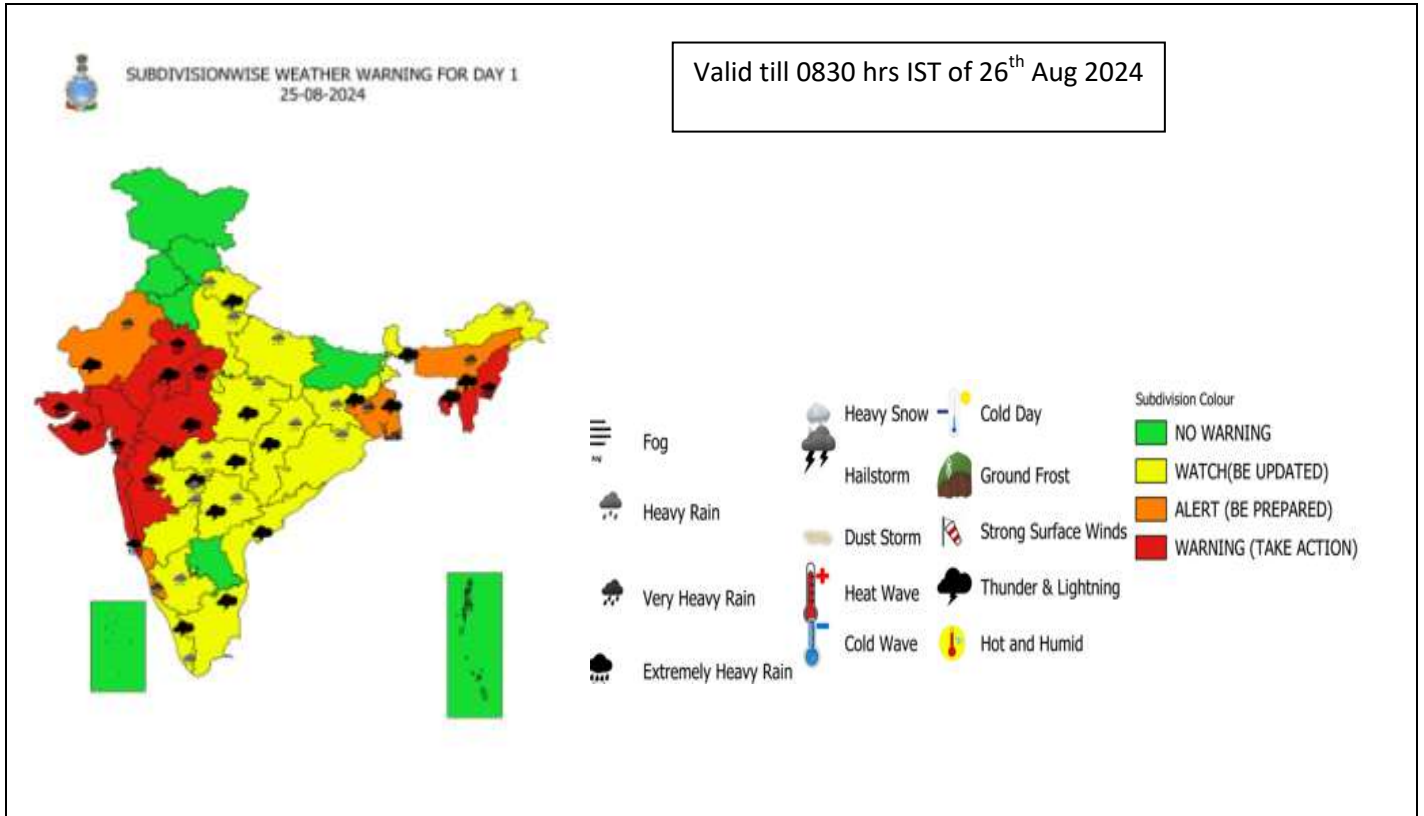 SUBDIVISIONWISE WEATHER WARNING FOR DAY 1
25-08-2024
Valid till 0830 hrs IST of 26th Aug 2024
Fog
Heavy Rain
Very Heavy Rain
Extremely Heavy Rain
Heavy Snow
Hailstorm
Dust Storm
Heat Wave
Cold Wave
Cold Day
Ground Frost
Strong Surface Winds
Thunder & Lightning
Hot and Humid
Subdivision Colour
NO WARNING
WATCH(BE UPDATED)
ALERT (BE PREPARED)
WARNING (TAKE ACTION)